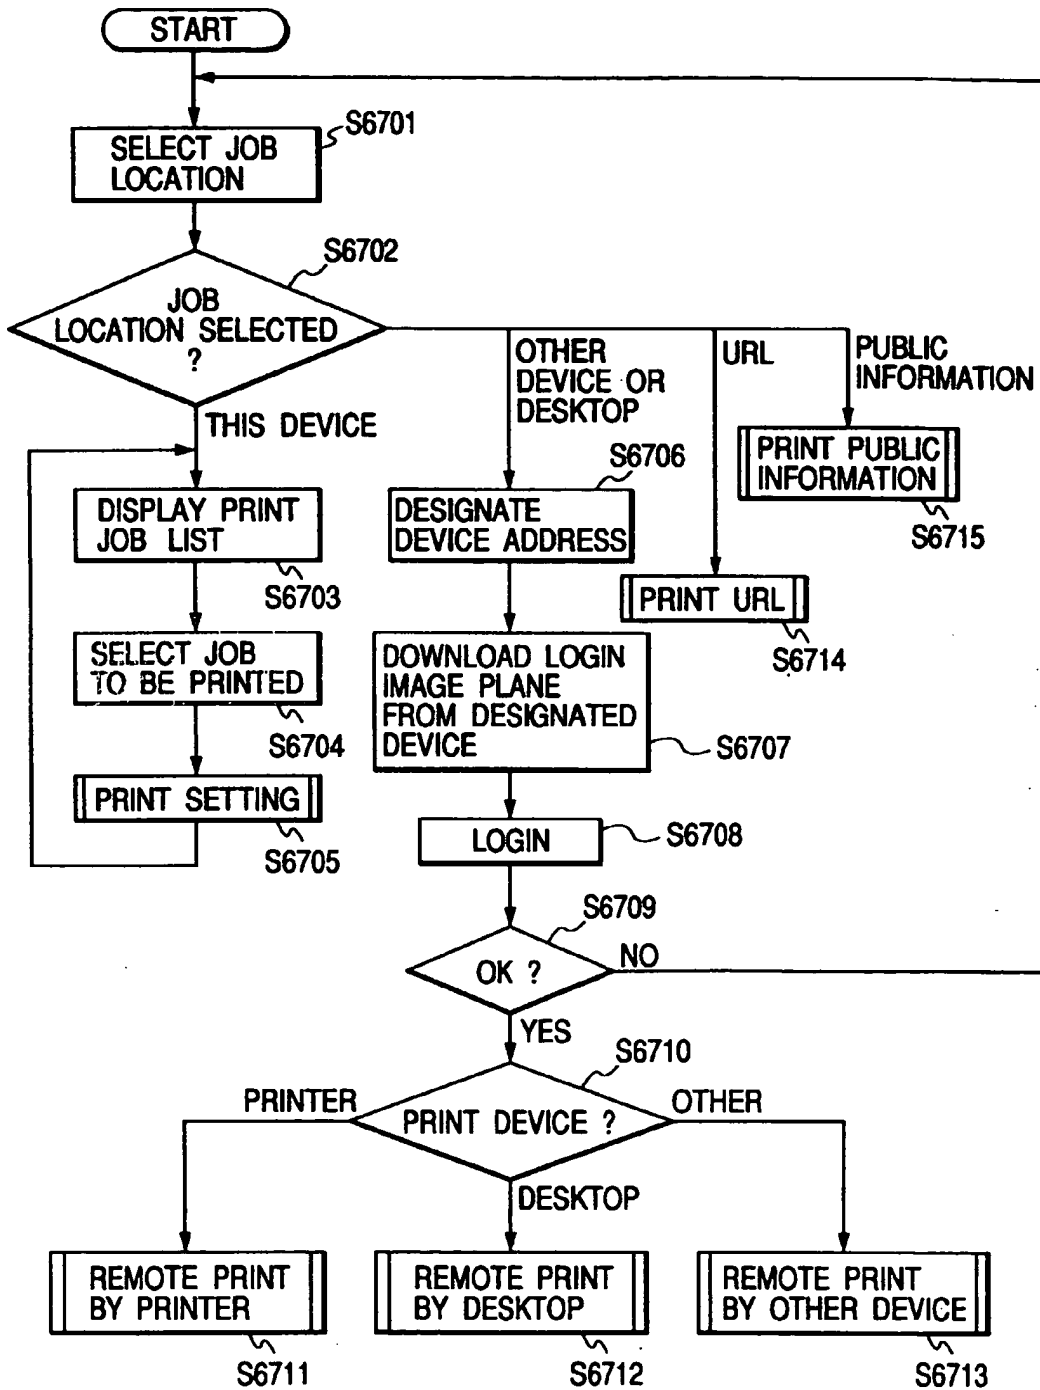 START
S6701
SELECT JOB
LOCATION
S6702
JOB
LOCATION SELECTED
?
OTHER
DEVICE OR
DESKTOP
URL
PUBLIC
INFORMATION
THIS DEVICE
PRINT PUBLIC
INFORMATION
S6715
S6706
DISPLAY PRINT
JOB LIST
S6703
DESIGNATE
DEVICE ADDRESS
PRINT URL
S6714
SELECT JOB
TO BE PRINTED
S6704
DOWNLOAD LOGIN
IMAGE PLANE
FROM DESIGNATED
DEVICE
S6707
PRINT SETTING
S6705
LOGIN
S6708
S6709
OK ?
NO
YES
S6710
PRINTER
PRINT DEVICE ?
OTHER
DESKTOP
REMOTE PRINT
BY PRINTER
S6711
REMOTE PRINT
BY DESKTOP
S6712
REMOTE PRINT
BY OTHER DEVICE
S6713